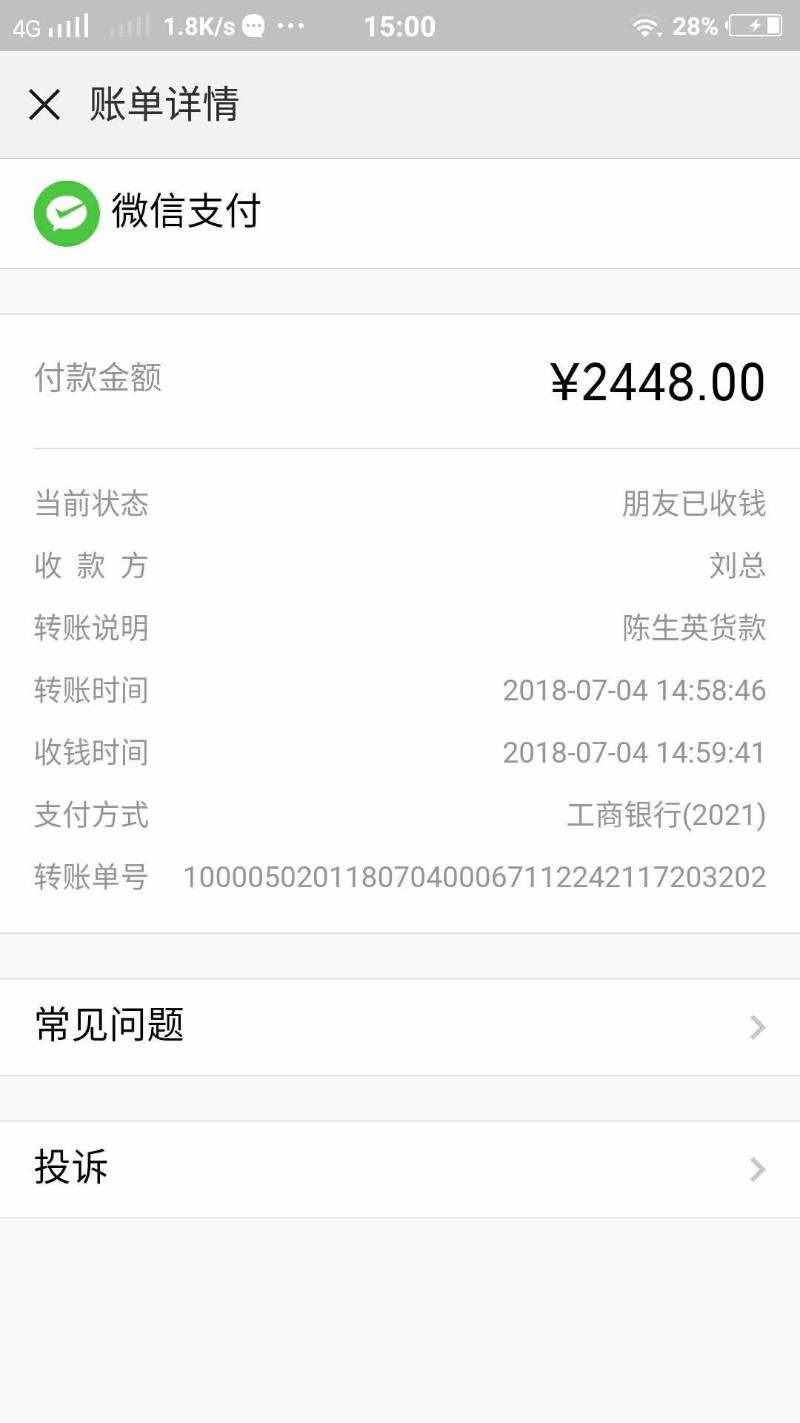 4G 1.8K/s 15:00 28%
账单详情
微信支付
付款金额 ¥2448.00
当前状态 朋友已收钱
收款方 刘总
转账说明 陈生英货款
转账时间 2018-07-04 14:58:46
收钱时间 2018-07-04 14:59:41
支付方式 工商银行(2021)
转账单号 100005020118070400067112242117203202
常见问题
投诉